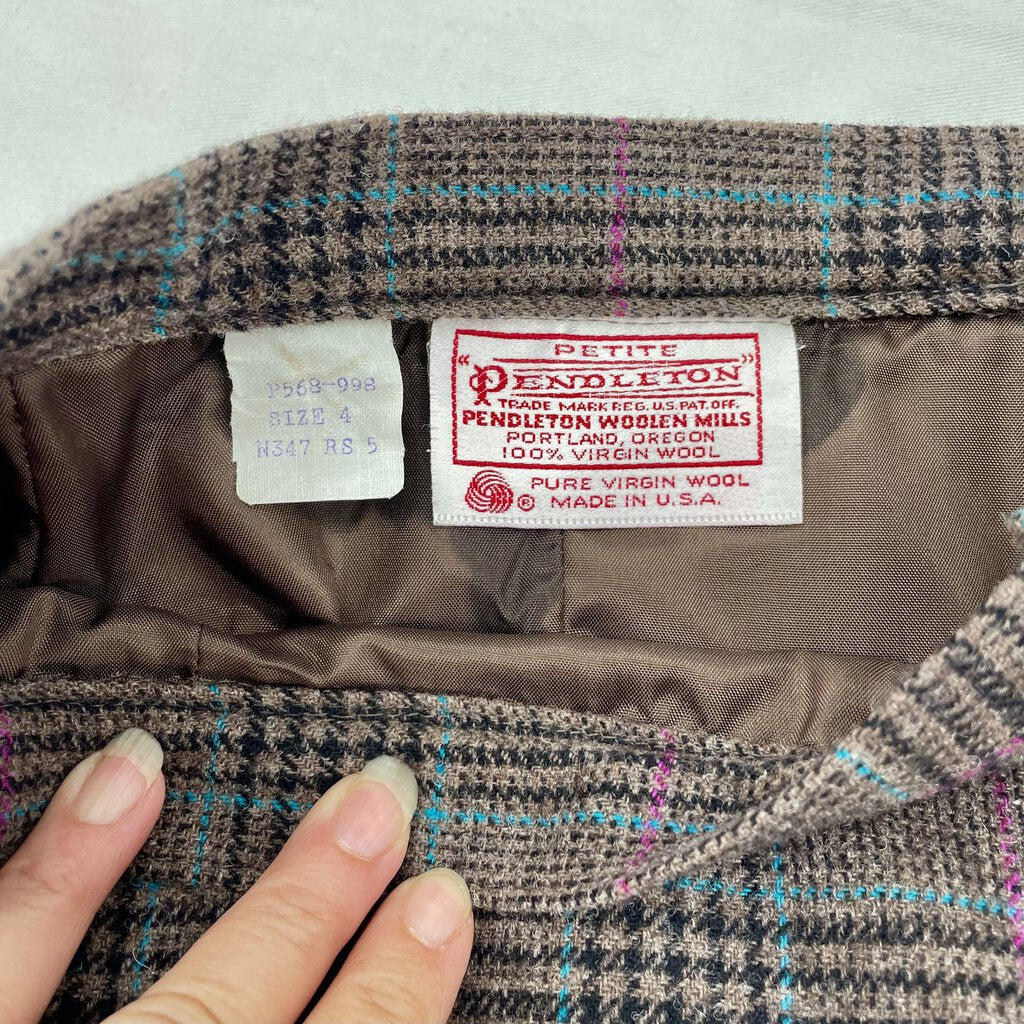 P568-998
SIZE 4
N347 RS 5
PETITE
"PENDLETON"
TRADE MARK REG. U.S. PAT. OFF.
PENDLETON WOOLEN MILLS
PORTLAND, OREGON
100% VIRGIN WOOL
PURE VIRGIN WOOL
® MADE IN U.S.A.